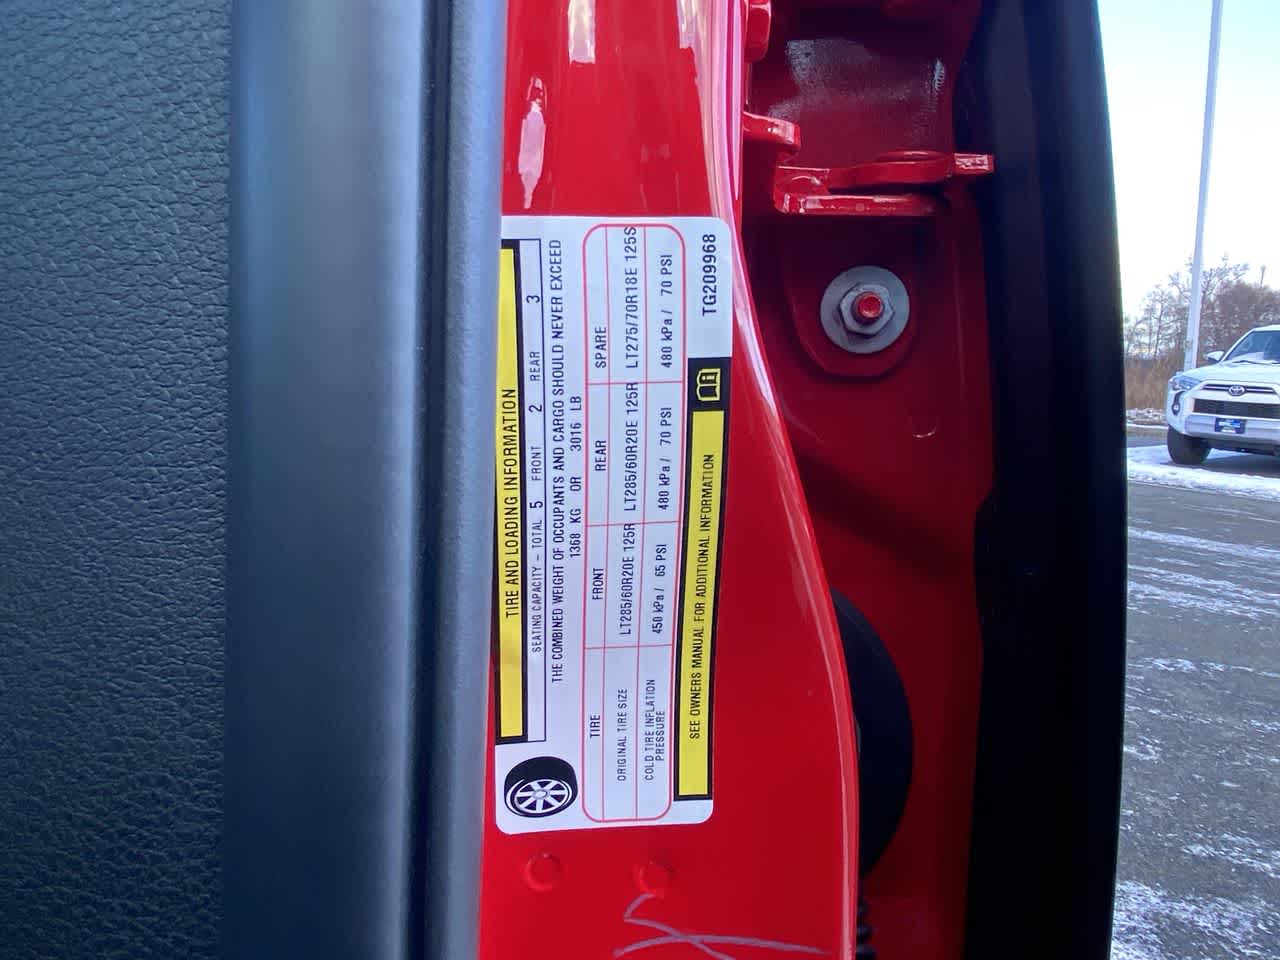 TIRE AND LOADING INFORMATION
SEATING CAPACITY - TOTAL 5 FRONT 2 REAR 3
THE COMBINED WEIGHT OF OCCUPANTS AND CARGO SHOULD NEVER EXCEED
1368 KG OR 3016 LB
TIRE FRONT REAR SPARE
ORIGINAL TIRE SIZE LT285/60R20E 125R LT285/60R20E 125R LT275/70R18E 125S
COLD TIRE INFLATION PRESSURE 450 kPa/ 65 PSI 480 kPa/ 70 PSI 480 kPa/ 70 PSI
SEE OWNERS MANUAL FOR ADDITIONAL INFORMATION
TG209968